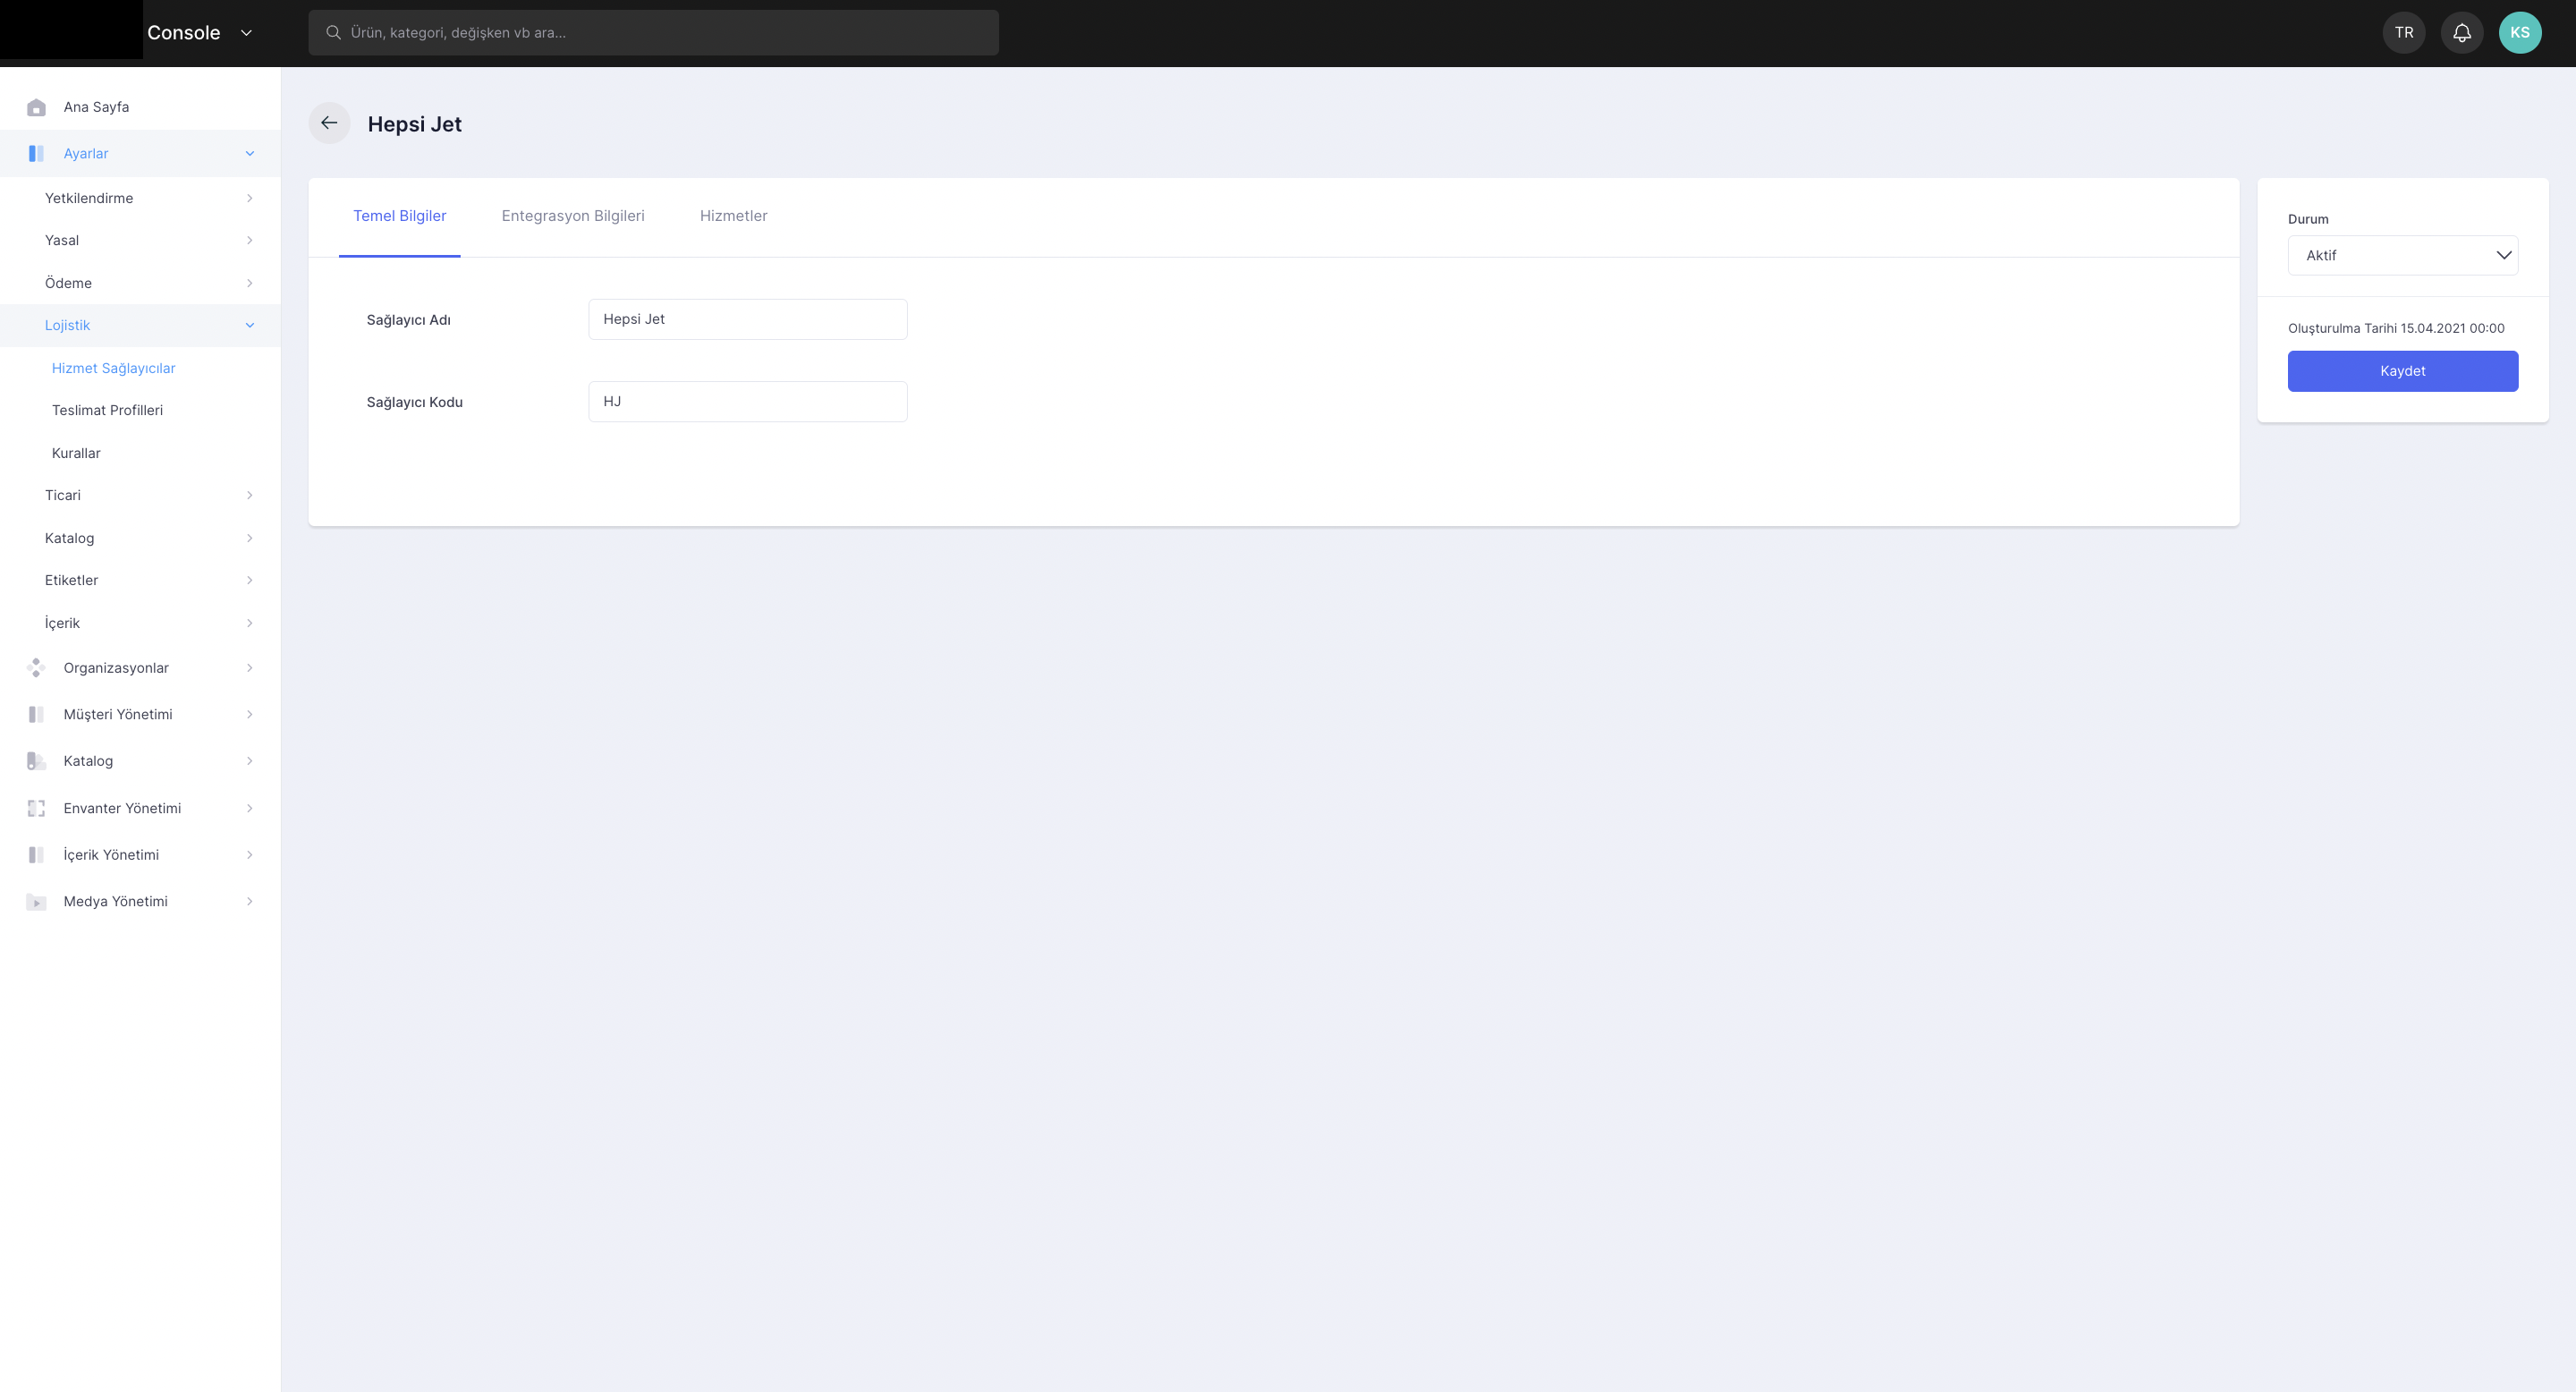 Console
Ürün, kategori, değişken vb ara...
TR
KS
Ana Sayfa
Ayarlar
Yetkilendirme
Yasal
Ödeme
Lojistik
Hizmet Sağlayıcılar
Teslimat Profilleri
Kurallar
Ticari
Katalog
Etiketler
İçerik
Organizasyonlar
Müşteri Yönetimi
Katalog
Envanter Yönetimi
İçerik Yönetimi
Medya Yönetimi
Hepsi Jet
Temel Bilgiler
Entegrasyon Bilgileri
Hizmetler
Sağlayıcı Adı
Hepsi Jet
Sağlayıcı Kodu
HJ
Durum
Aktif
Oluşturulma Tarihi 15.04.2021 00:00
Kaydet